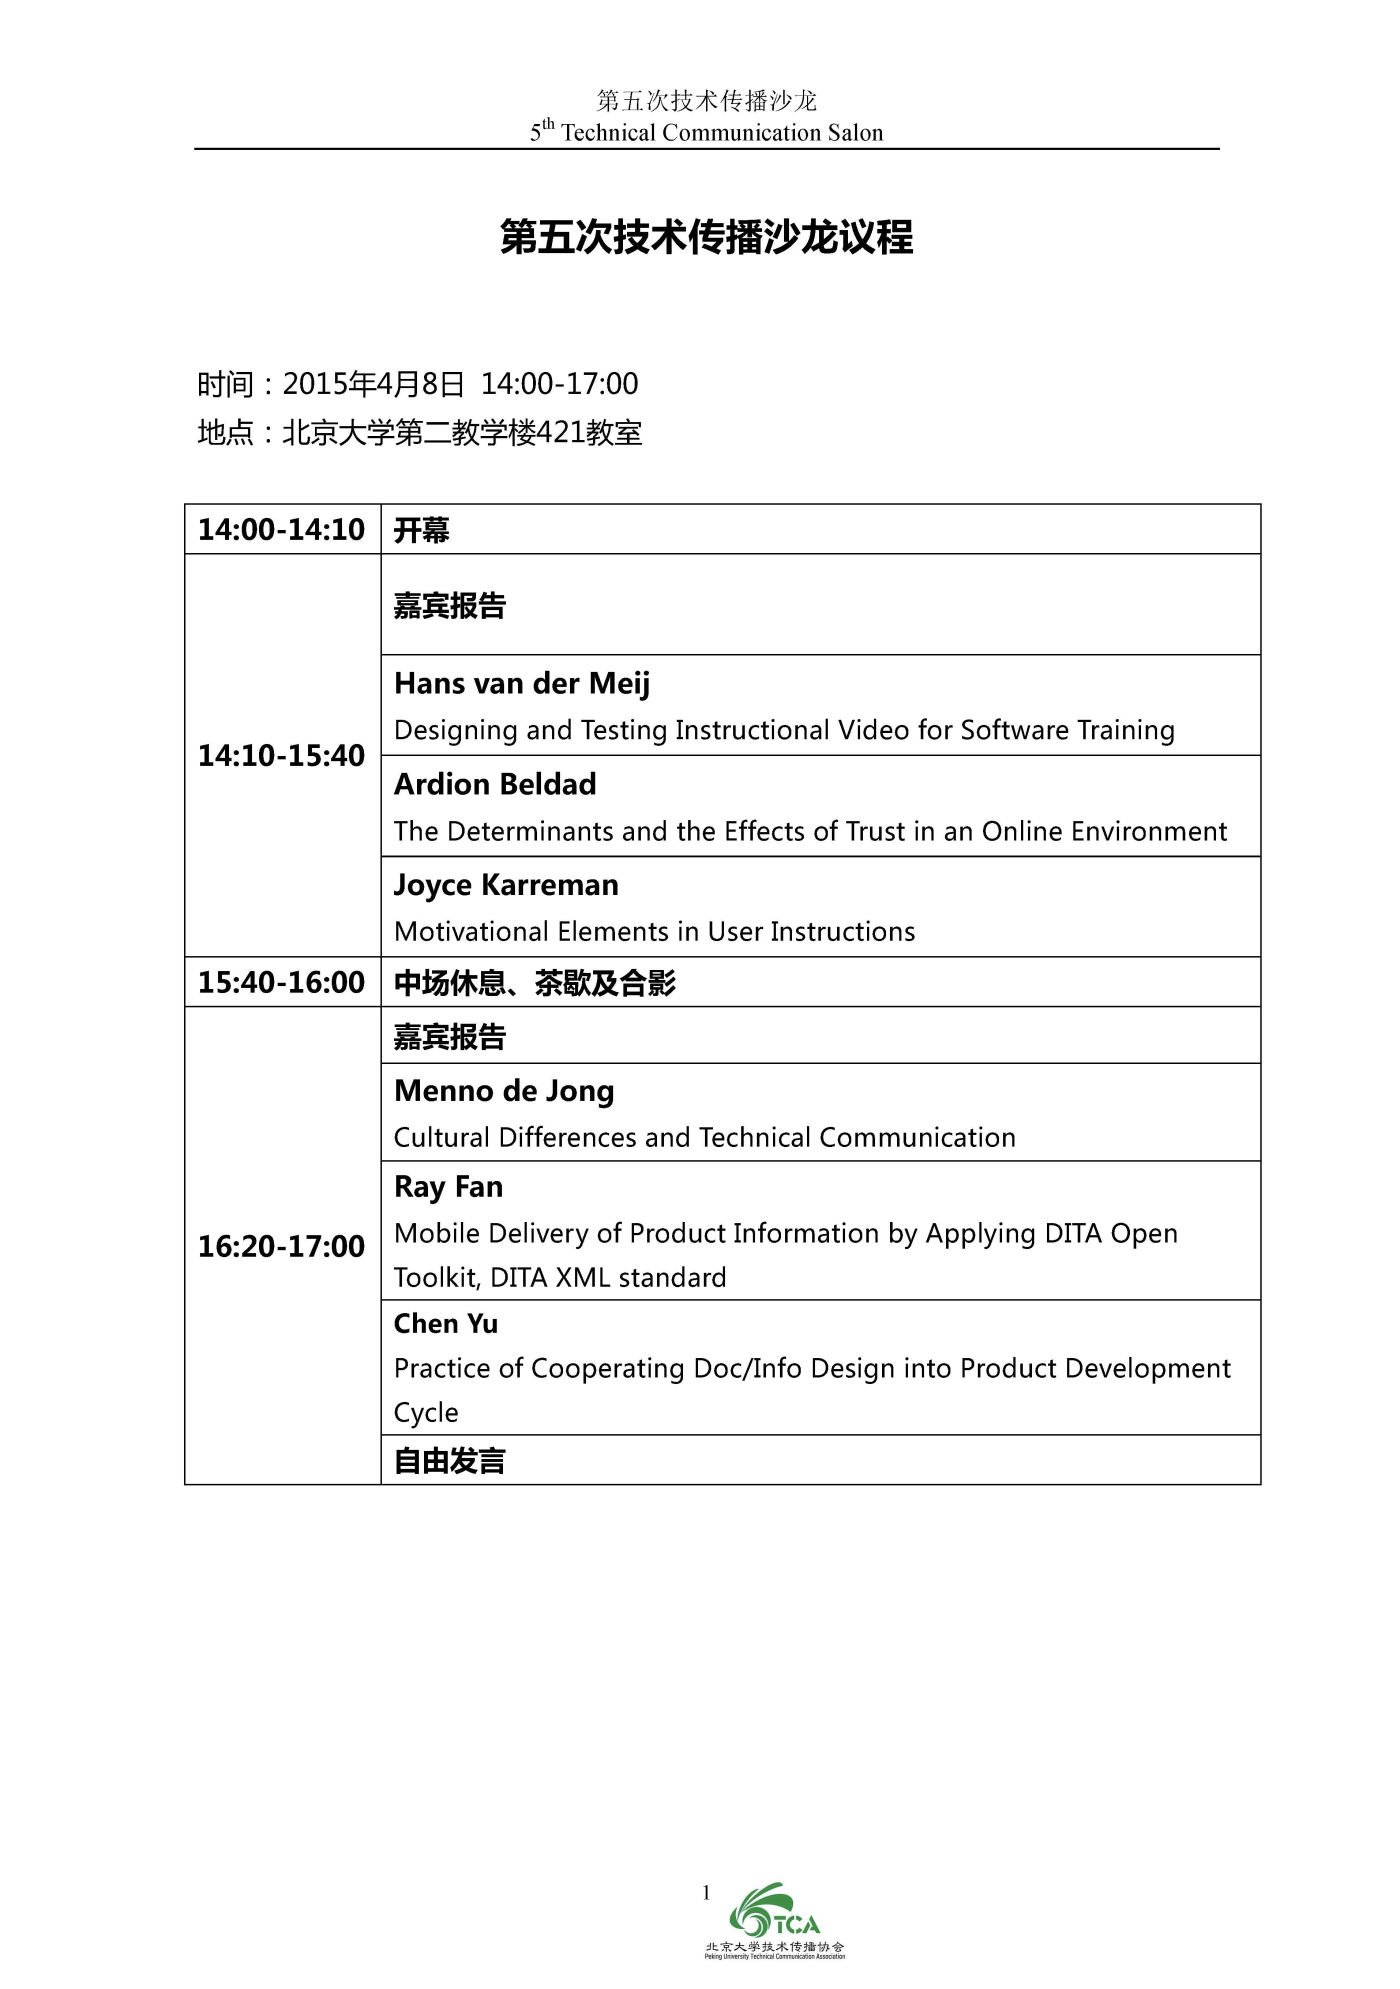 第五次技术传播沙龙
5th Technical Communication Salon
第五次技术传播沙龙议程
时间：2015年4月8日 14:00-17:00
地点：北京大学第二教学楼421教室
14:00-14:10 开幕
14:10-15:40
嘉宾报告
Hans van der Meij
Designing and Testing Instructional Video for Software Training
Ardion Beldad
The Determinants and the Effects of Trust in an Online Environment
Joyce Karreman
Motivational Elements in User Instructions
15:40-16:00 中场休息、茶歇及合影
16:20-17:00
嘉宾报告
Menno de Jong
Cultural Differences and Technical Communication
Ray Fan
Mobile Delivery of Product Information by Applying DITA Open
Toolkit, DITA XML standard
Chen Yu
Practice of Cooperating Doc/Info Design into Product Development
Cycle
自由发言
1
TCA
北京大学技术传播协会
Peking University Technical Communication Association